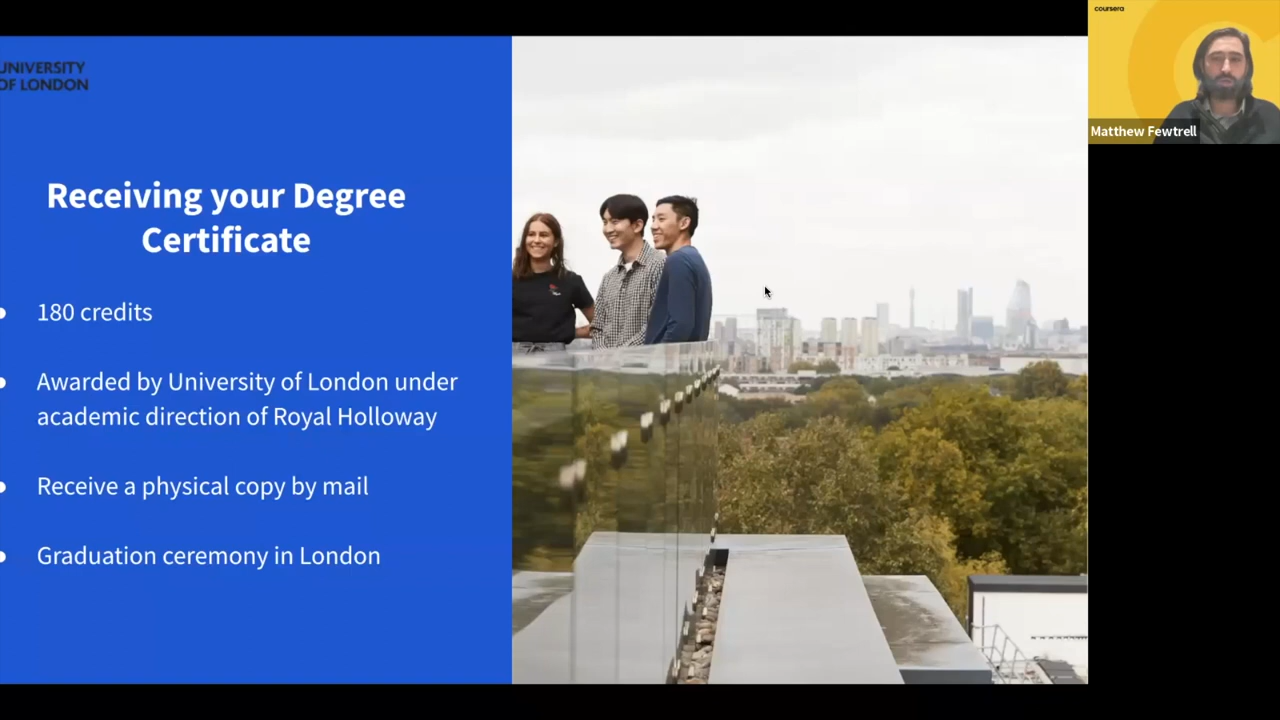 UNIVERSITY
OF LONDON
Receiving your Degree
Certificate
180 credits
Awarded by University of London under
academic direction of Royal Holloway
Receive a physical copy by mail
Graduation ceremony in London
coursera
Matthew Fewtrell